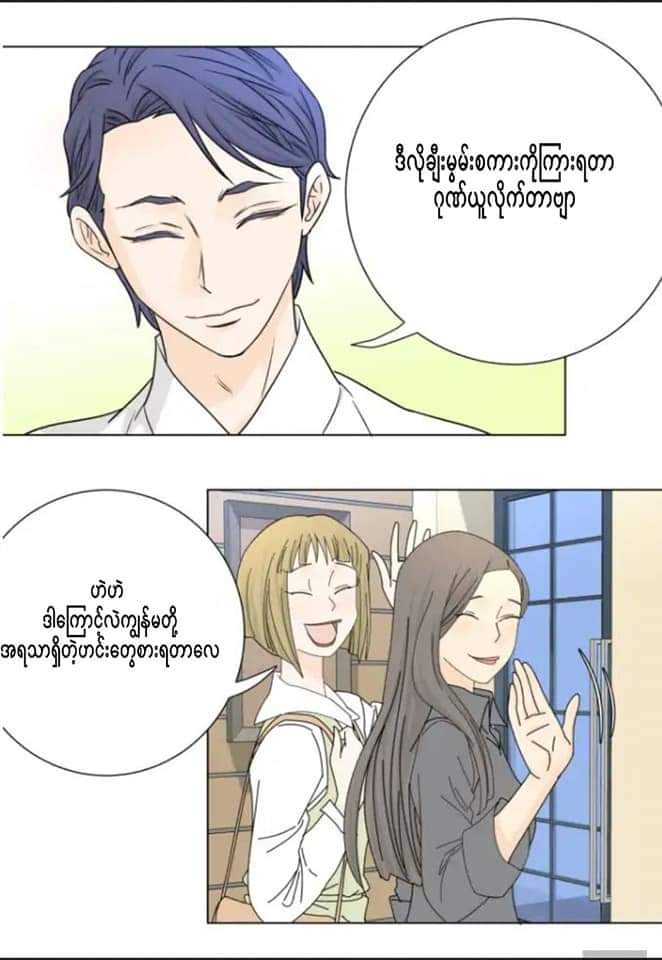 ဒီလိုချီးမွမ်းစကားကိုကြားရတာ
ဂုဏ်ယူလိုက်တာဗျာ
ဟဲဟဲ
ဒါကြောင့်လဲကျွန်မတို့
အရသာရှိတဲ့ဟင်းတွေစားရတာလေ